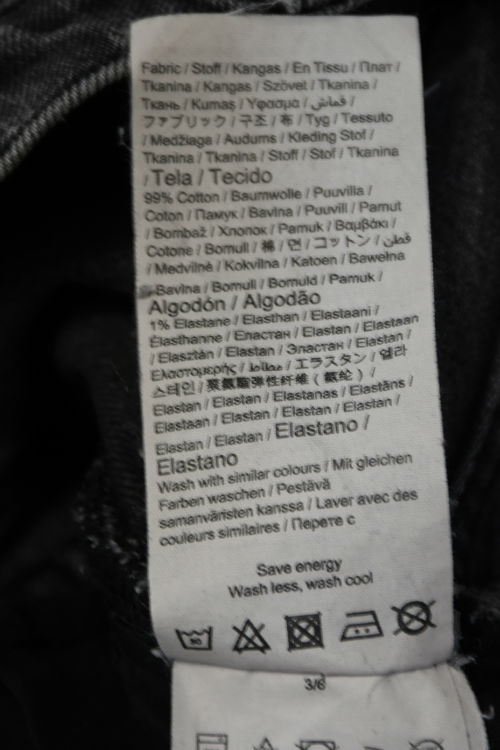 Fabric / Stoff / Kangas / En Tissu / Плат /
Tkanina / Kangas / Szövet / Tkanina /
Ткань / Kumaş / Υφασμα / قماش /
ファブリック / 구조 / 布 / Tyg / Tessuto
/ Medžiaga / Audums / Kleding Stof /
Tkanina / Tkanina / Stoff / Stof / Tkanina
/ Tela / Tecido
99% Cotton / Baumwolle / Puuvilla /
Coton / Памук / Bavlna / Puuvill / Pamut
/ Bombaž / Хлопок / Pamuk / Βαμβάκι /
Cotone / Bomull / 棉 / 면 / コットン / قطن /
/ Medvilnė / Kokvilna / Katoen / Bawełna
/ Bavlna / Bomull / Bomuld / Pamuk /
Algodón / Algodão
1% Elastane / Elasthan / Elastaani /
Élasthanne / Еластан / Elastan / Elastaan
/ Elasztán / Elastan / Эластан / Elastan /
Ελαστομερής / مطاط / エラスタン / 엘라
스테인 / 聚氨酯弹性纤维（氨纶） /
Elastan / Elastan / Elastanas / Elastāns /
Elastaan / Elastan / Elastan / Elastan /
Elastan / Elastan / Elastano /
Elastano
Wash with similar colours / Mit gleichen
Farben waschen / Pestävä
samanväristen kanssa / Laver avec des
couleurs similaires / Перете с
Save energy
Wash less, wash cool
30
3/6